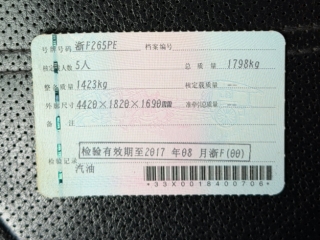 号牌号码 浙F265PE 档案编号
核定载人数 5人 总质量 1798kg
整备质量 1423kg 核定载质量 --
外廓尺寸 4420×1820×1690mm 准牵引总质量 --
备注
检验有效期至2017年08月浙F(00)
检验记录
汽油
*33X0018400706*